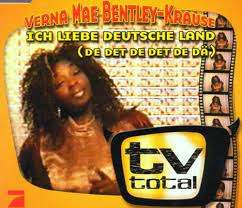 VERNA MAE BENTLEY-KRAUSE
ICH LIEBE DEUTSCHE LAND
(DE DET DE DET DE DÄ)
tv
total